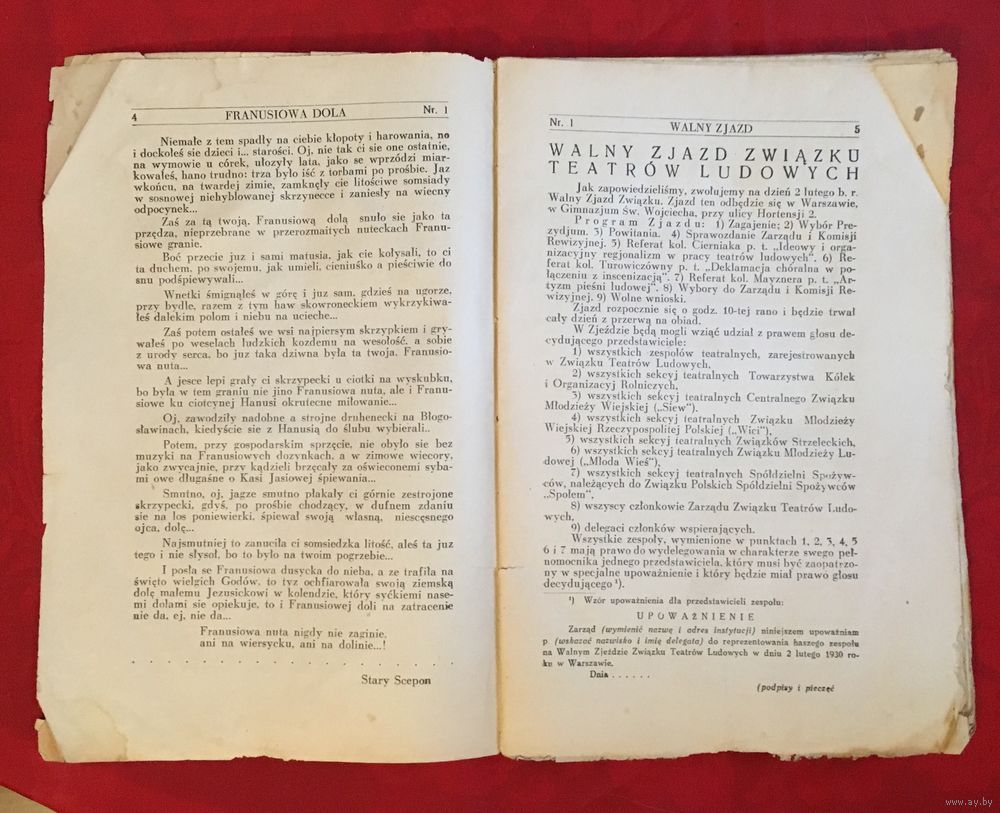 4 FRANUSIOWA DOLA Nr. 1
Niemałe z tem spadły na ciebie kłopoty i harowania, no
i dockołeś sie dzieci i... starości. Oj, nie tak ci sie one ostatnie,
na wymowie u córek, ułozyły lata, jako se wprzódzi miar-
kowałeś, hano trudno: trza było iść z torbami po prośbie. Jaz
wkońcu, na twardej zimie, zamknęły cie litościwe somsiady
w sosnowej niehyblowanej skrzynecce i zaniesły na wiecny
odpocynek...
Zaś za tą twoją, Franusiową dolą snuło sie jako ta
przędza, nieprzebrane w przerozmaitych nuteckach Franu-
siowe granie.
Boć przecie juz i sami matusia, jak cie kołysali, to ci
ta duchem, po swojemu, jak umieli, cieniuśko a pieściwie do
snu podśpiewywali...
Wnetki śmignąłeś w górę i juz sam, gdzieś na ugorze,
przy bydle, razem z tym haw skowroneckiem wykrzykiwa-
łeś dalekim polom i niebu na uciechę...
Zaś potem ostałeś we wsi najpiersym skrzypkiem i gry-
wałeś po weselach ludzkich kozdemu na wesołość, a sobie
z urody serca, bo juz taka dziwna była ta twoja, Franusio-
wa nuta...
A jesce lepi grały ci skrzypecki u ciotki na wyskubku,
bo była w tem graniu nie jino Franusiowa nuta, ale i Franu-
siowe ku ciotcynej Hanusi okrutecne miłowanie...
Oj, zawodziły nadobne a strojne druhenecki na Błogo-
sławinach, kiedyście sie z Hanusią do ślubu wybierali..
Potem, przy gospodarskim sprzęcie, nie obyło sie bez
muzyki na Franusiowych dozynkach, a w zimowe wiecory,
jako zwycajnie, przy kądzieli brzęcały za oświeconemi syba-
mi owe długaśne o Kasi Jasiowej śpiewania...
Smutno, oj, jagze smutno płakały ci górnie zestrojone
skrzypecki, gdyś, po prośbie chodzący, w dufnem zdaniu
sie na los poniewierki, śpiewał swoją własną, niescęsnego
ojca, dolę...
Najsmutniej to zanuciła ci somsiedzka litość, aleś ta juz
tego i nie słysoł, bo to było na twoim pogrzebie...
I posła se Franusiowa dusycka do nieba, a ze trafiła na
święto wielgich Godów, to tyz ochfiarowała swoją ziemską
dolę małemu Jezusickowi w kolendzie, który syćkiemi nase-
mi dolami sie opiekuje, to i Franusiowej doli na zatracenie
nie da, ej, nie da...
Franusiowa nuta nigdy nie zaginie,
ani na wiersycku, ani na dolinie...!
. . . . . . . . . . . . . . . . . . . .
Stary Scepon
Nr. 1 WALNY ZJAZD 5
WALNY ZJAZD ZWIĄZKU
TEATRÓW LUDOWYCH
Jak zapowiedzieliśmy, zwołujemy na dzień 2 lutego b. r.
Walny Zjazd Związku. Zjazd ten odbędzie się w Warszawie,
w Gimnazjum Św. Wojciecha, przy ulicy Hortensji 2.
Program Zjazdu: 1) Zagajenie; 2) Wybór Pre-
zydjum. 3) Powitania. 4) Sprawozdanie Zarządu i Komisji
Rewizyjnej. 5) Referat kol. Cierniaka p. t. „Ideowy i orga-
nizacyjny regjonalizm w pracy teatrów ludowych“. 6) Re-
ferat kol. Turowiczówny p. t. „Deklamacja chóralna w po-
łączeniu z inscenizacją“. 7) Referat kol. Mayznera p. t. „Ar-
tyzm pieśni ludowej“. 8) Wybory do Zarządu i Komisji Re-
wizyjnej. 9) Wolne wnioski.
Zjazd rozpocznie się o godz. 10-tej rano i będzie trwał
cały dzień z przerwą na obiad.
W Zjeździe będą mogli wziąć udział z prawem głosu de-
cydującego przedstawiciele:
1) wszystkich zespołów teatralnych, zarejestrowanych
w Związku Teatrów Ludowych,
2) wszystkich sekcyj teatralnych Towarzystwa Kółek
i Organizacyj Rolniczych,
3) wszystkich sekcyj teatralnych Centralnego Związku
Młodzieży Wiejskiej („Siew“),
4) wszystkich sekcyj teatralnych Związku Młodzieży
Wiejskiej Rzeczypospolitej Polskiej („Wici“),
5) wszystkich sekcyj teatralnych Związków Strzeleckich,
6) wszystkich sekcyj teatralnych Związku Młodzieży Lu-
dowej („Młoda Wieś“),
7) wszystkich sekcyj teatralnych Spółdzielni Spożyw-
ców, należących do Związku Polskich Spółdzielni Spożywców
„Społem“,
8) wszyscy członkowie Zarządu Związku Teatrów Ludo-
wych,
9) delegaci członków wspierających.
Wszystkie zespoły, wymienione w punktach 1, 2, 3, 4, 5
6 i 7 mają prawo do wydelegowania w charakterze swego peł-
nomocnika jednego przedstawiciela, który musi być zaopatrzo-
ny w specjalne upoważnienie i który będzie miał prawo głosu
decydującego ¹).
¹) Wzór upoważnienia dla przedstawicieli zespołu:
UPOWAŻNIENIE
Zarząd (wymienić nazwę i adres instytucji) niniejszem upoważniam
p. (wskazać nazwisko i imię delegata) do reprezentowania naszego zespołu
na Walnym Zjeździe Związku Teatrów Ludowych w dniu 2 lutego 1930 ro-
ku w Warszawie.
Dnia . . . . . .
(podpisy i pieczęć
www.ay.by